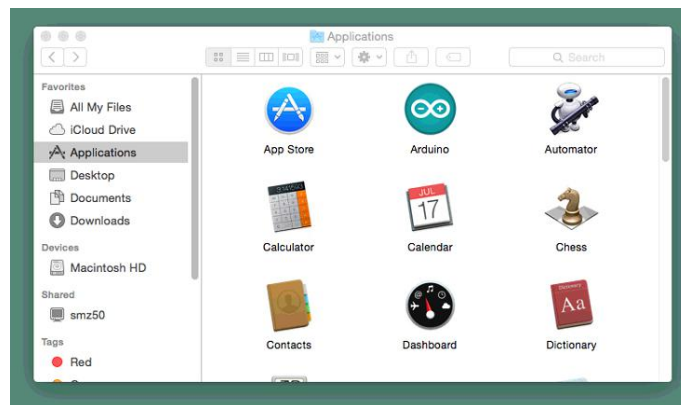 Applications
Search
Favorites
All My Files
iCloud Drive
Applications
Desktop
Documents
Downloads
Devices
Macintosh HD
Shared
smz50
Tags
Red
App Store
Arduino
Automator
JUL
17
Calculator
Calendar
Chess
Dictionary
Aa
Contacts
Dashboard
Dictionary